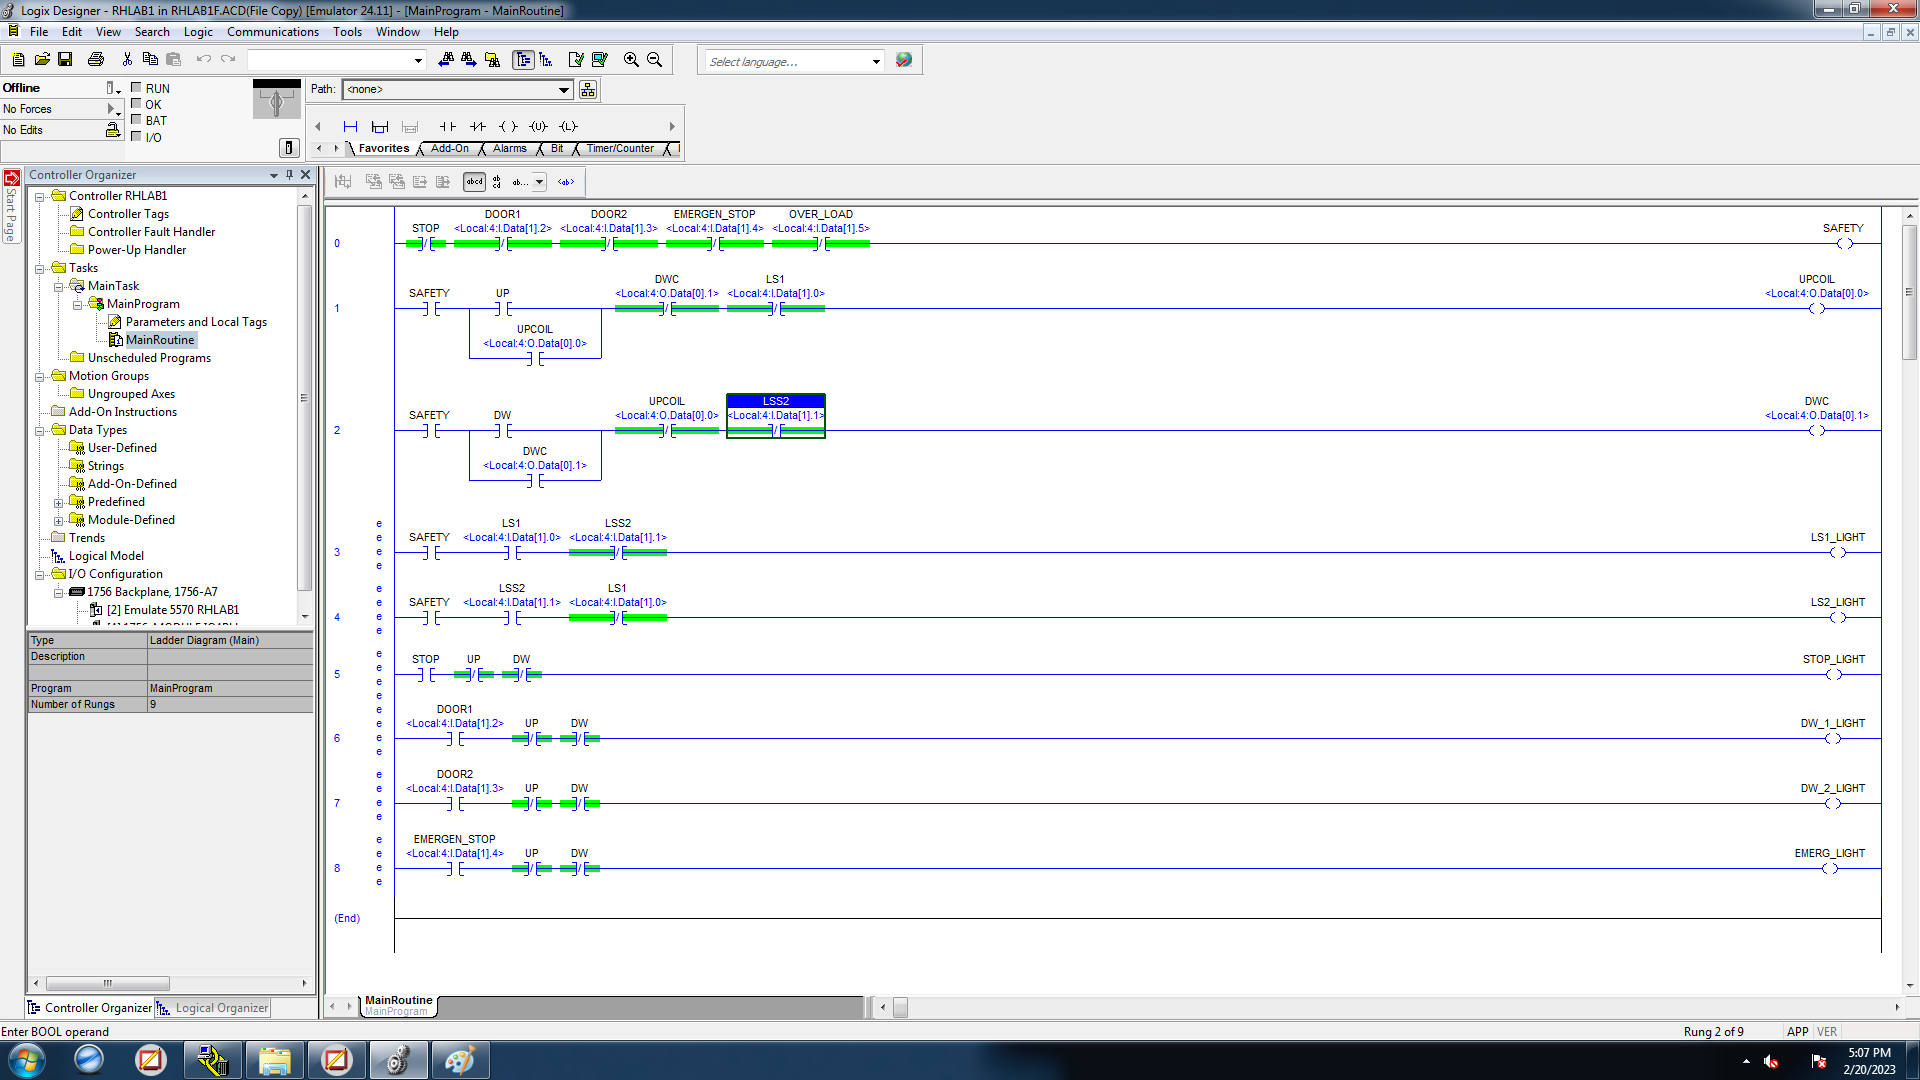 Logix Designer - RHLAB1 in RHLAB1F.ACD(File Copy) [Emulator 24.11] - [MainProgram - MainRoutine]
File Edit View Search Logic Communications Tools Window Help
Select language...
Offline
RUN
No Forces
OK
No Edits
BAT
I/O
Path: <none>
Favorites Add-On Alarms Bit Timer/Counter
Start Page
Controller Organizer
Controller RHLAB1
Controller Tags
Controller Fault Handler
Power-Up Handler
Tasks
MainTask
MainProgram
Parameters and Local Tags
MainRoutine
Unscheduled Programs
Motion Groups
Ungrouped Axes
Add-On Instructions
Data Types
User-Defined
Strings
Add-On-Defined
Predefined
Module-Defined
Trends
Logical Model
I/O Configuration
1756 Backplane, 1756-A7
[2] Emulate 5570 RHLAB1
Type Ladder Diagram (Main)
Description
Program MainProgram
Number of Rungs 9
Controller Organizer Logical Organizer
abcd ab cd ab... <ab>
DOOR1 DOOR2 EMERGEN_STOP OVER_LOAD
STOP <Local:4:I.Data[1].2> <Local:4:I.Data[1].3> <Local:4:I.Data[1].4> <Local:4:I.Data[1].5> SAFETY
0
DWC LS1 UPCOIL
SAFETY UP <Local:4:O.Data[0].1> <Local:4:I.Data[1].0> <Local:4:O.Data[0].0>
1
UPCOIL
<Local:4:O.Data[0].0>
UPCOIL LSS2 DWC
SAFETY DW <Local:4:O.Data[0].0> <Local:4:I.Data[1].1> <Local:4:O.Data[0].1>
2
DWC
<Local:4:O.Data[0].1>
e LS1 LSS2
e SAFETY <Local:4:I.Data[1].0> <Local:4:I.Data[1].1> LS1_LIGHT
3 e
e
e LSS2 LS1
e SAFETY <Local:4:I.Data[1].1> <Local:4:I.Data[1].0> LS2_LIGHT
4 e
e
e STOP UP DW STOP_LIGHT
e
5 e
e
e DOOR1
e <Local:4:I.Data[1].2> UP DW DW_1_LIGHT
6 e
e
e DOOR2
e <Local:4:I.Data[1].3> UP DW DW_2_LIGHT
7 e
e
e EMERGEN_STOP
e <Local:4:I.Data[1].4> UP DW EMERG_LIGHT
8 e
e
(End)
MainRoutine
MainProgram
Enter BOOL operand
Rung 2 of 9 APP VER
5:07 PM
2/20/2023